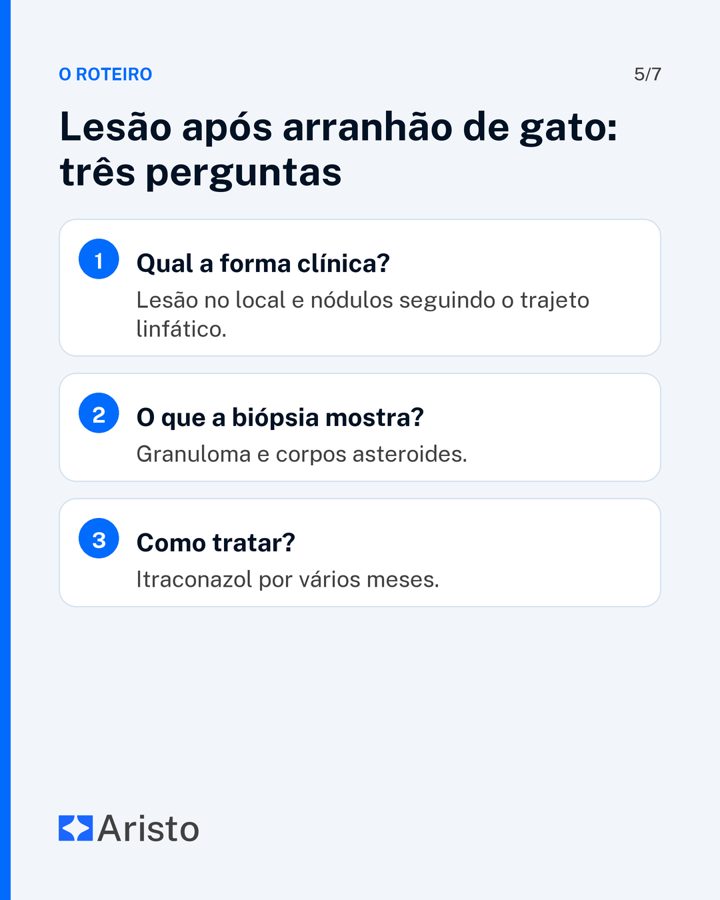 O ROTEIRO
5/7
Lesão após arranhão de gato:
três perguntas
1
Qual a forma clínica?
Lesão no local e nódulos seguindo o trajeto
linfático.
2
O que a biópsia mostra?
Granuloma e corpos asteroides.
3
Como tratar?
Itraconazol por vários meses.
Aristo